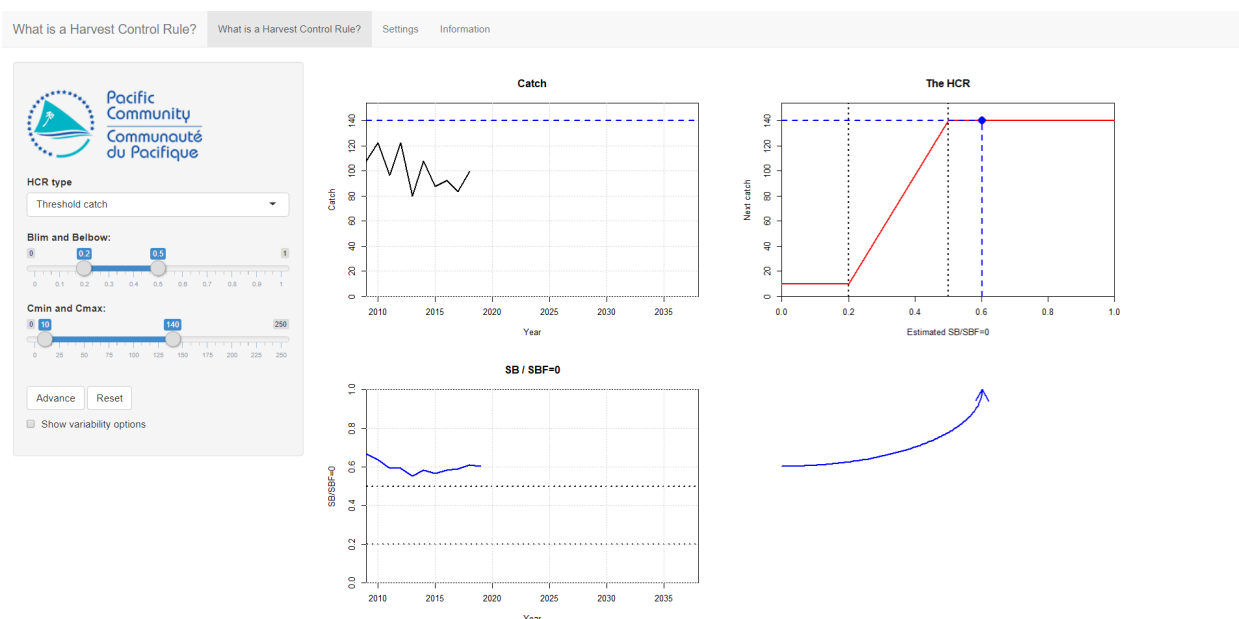 What is a Harvest Control Rule? What is a Harvest Control Rule? Settings Information
Pacific
Community
Communauté
du Pacifique
HCR type
Threshold catch
Blim and Belbow:
0 0.2 0.5 1
0 0.1 0.2 0.3 0.4 0.5 0.6 0.7 0.8 0.9 1
Cmin and Cmax:
0 10 140 250
0 25 50 75 100 125 150 175 200 225 250
Advance Reset
Show variability options
Catch
Catch
140
120
100
80
60
40
20
0
2010 2015 2020 2025 2030 2035
Year
The HCR
Next catch
140
120
100
80
60
40
20
0
0.0 0.2 0.4 0.6 0.8 1.0
Estimated SB/SBF=0
SB / SBF=0
SB/SBF=0
1.0
0.8
0.6
0.4
0.2
0.0
2010 2015 2020 2025 2030 2035
Year